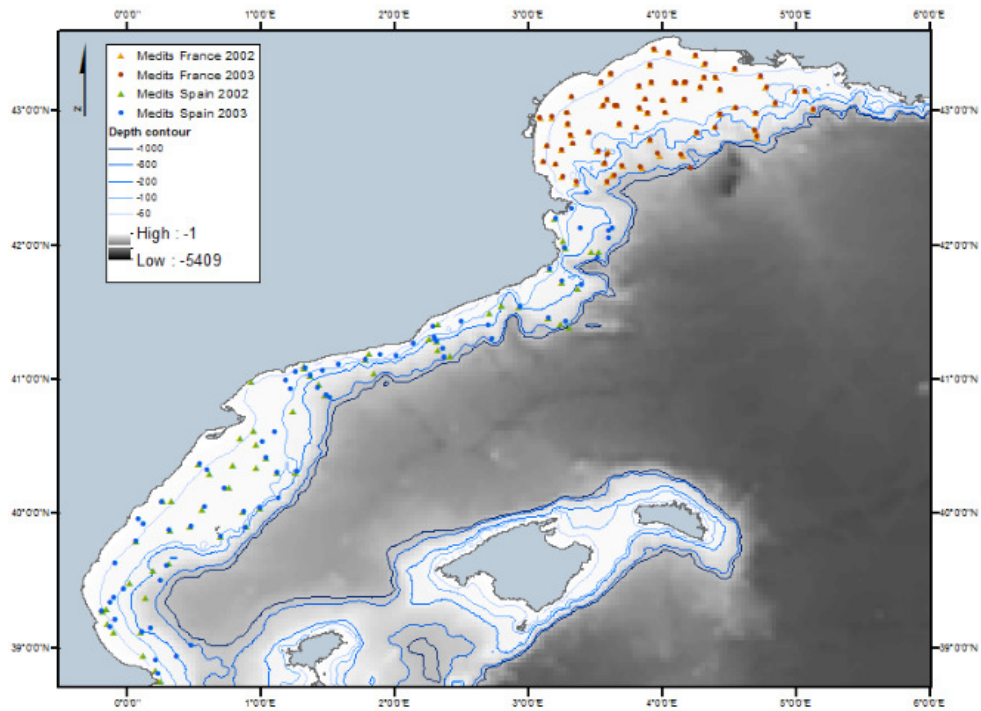 0°0'0" 1°0'0"E 2°0'0"E 3°0'0"E 4°0'0"E 5°0'0"E 6°0'0"E
Medits France 2002
Medits France 2003
Medits Spain 2002
Medits Spain 2003
Depth contour
-1000
-800
-200
-100
-50
High : -1
Low : -5409
N
43°0'0"N 43°0'0"N
42°0'0"N 42°0'0"N
41°0'0"N 41°0'0"N
40°0'0"N 40°0'0"N
39°0'0"N 39°0'0"N
0°0'0" 1°0'0"E 2°0'0"E 3°0'0"E 4°0'0"E 5°0'0"E 6°0'0"E